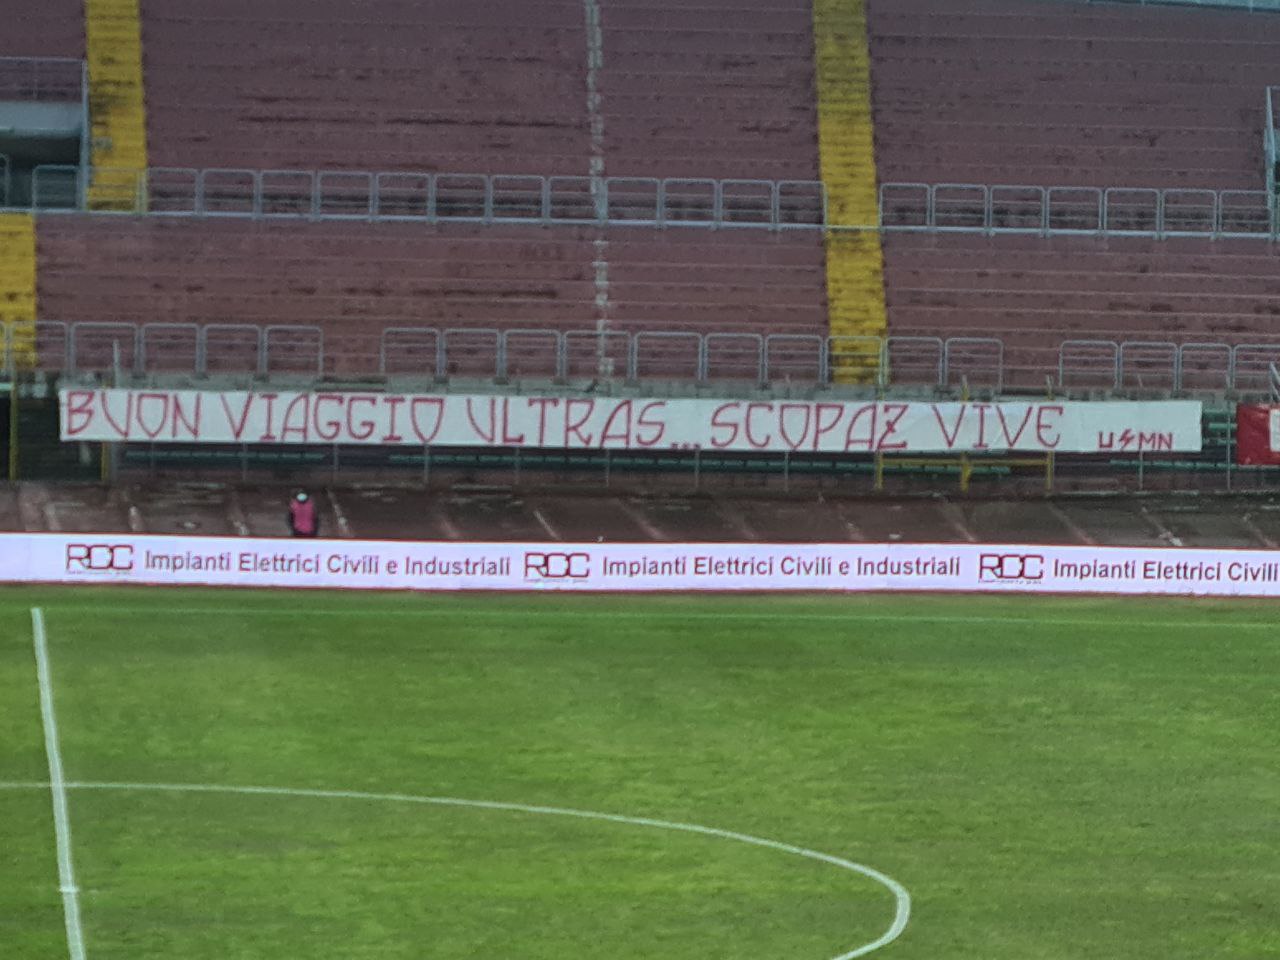 BUON VIAGGIO ULTRAS... SCOPAZ VIVE U⚡MN
RCC Impianti Elettrici Civili e Industriali RCC Impianti Elettrici Civili e Industriali RCC Impianti Elettrici Civili